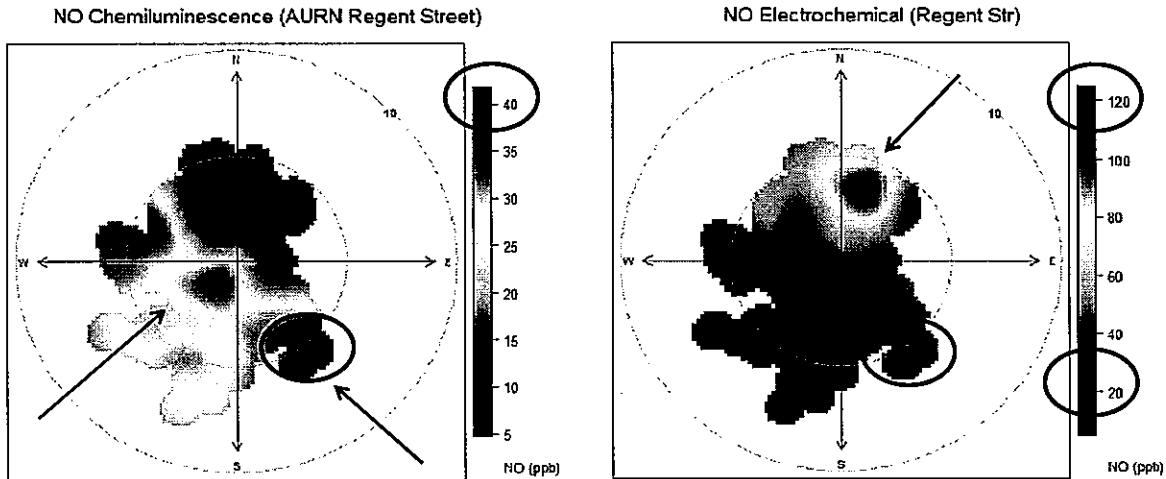 NO Chemiluminescence (AURN Regent Street)
N
10
W
E
S
40
35
30
25
20
15
10
5
NO (ppb)
NO Electrochemical (Regent Str)
N
10
W
E
S
120
100
80
60
40
20
NO (ppb)